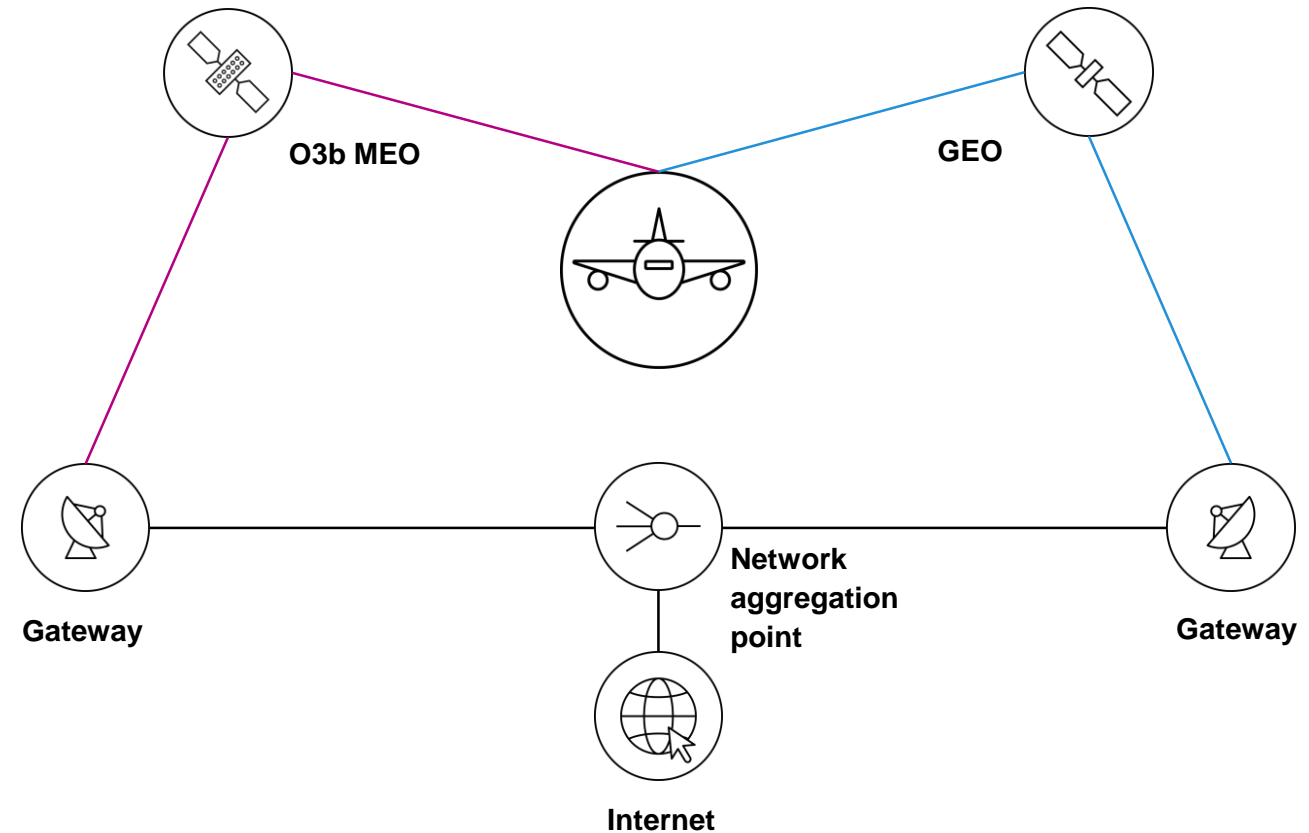 O3b MEO
GEO
Network
aggregation
point
Gateway
Gateway
Internet